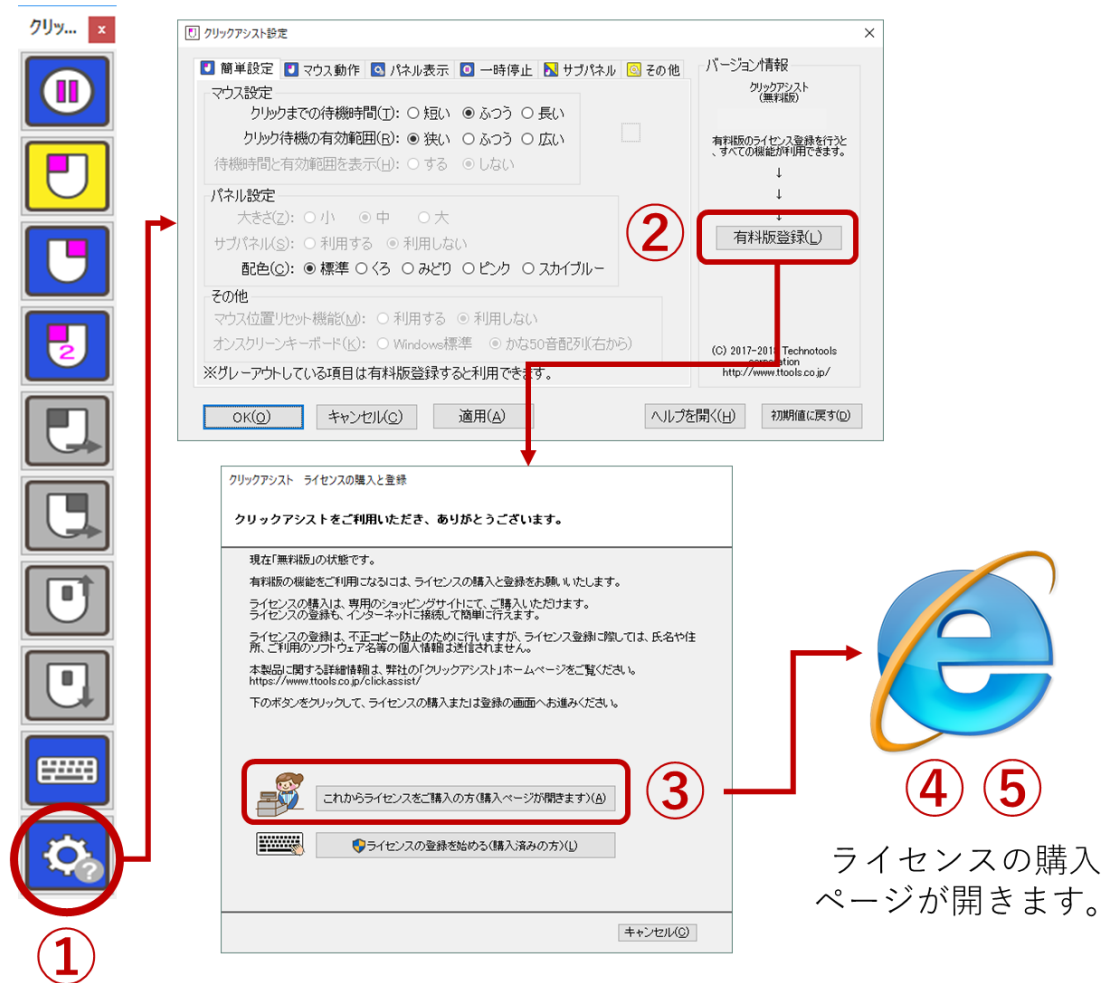 クリッ...
x
2
?
①
クリックアシスト設定
簡単設定 マウス動作 パネル表示 一時停止 サブパネル その他
マウス設定
クリックまでの待機時間(T): 短い ふつう 長い
クリック待機の有効範囲(R): 狭い ふつう 広い
待機時間と有効範囲を表示(H): する しない
パネル設定
大きさ(Z): 小 中 大
サブパネル(S): 利用する 利用しない
配色(C): 標準 くろ みどり ピンク スカイブルー
その他
マウス位置リセット機能(M): 利用する 利用しない
オンスクリーンキーボード(K): Windows標準 かな50音配列(右から)
※グレーアウトしている項目は有料版登録すると利用できます。
OK(O) キャンセル(C) 適用(A) ヘルプを開く(H) 初期値に戻す(D)
バージョン情報
クリックアシスト
(無料版)
有料版のライセンス登録を行うと
、すべての機能が利用できます。
↓
↓
↓
②
有料版登録(L)
(C) 2017-2018 Technotools
corporation
http://www.ttools.co.jp/
クリックアシスト ライセンスの購入と登録
クリックアシストをご利用いただき、ありがとうございます。
現在「無料版」の状態です。
有料版の機能をご利用になるには、ライセンスの購入と登録をお願いいたします。
ライセンスの購入は、専用のショッピングサイトにて、ご購入いただけます。
ライセンスの登録も、インターネットに接続して簡単に行えます。
ライセンスの登録は、不正コピー防止のために行いますが、ライセンス登録に際しては、氏名や住
所、ご利用のソフトウェア名等の個人情報は送信されません。
本製品に関する詳細情報は、弊社の「クリックアシスト」ホームページをご覧ください。
https://www.ttools.co.jp/clickassist/
下のボタンをクリックして、ライセンスの購入または登録の画面へお進みください。
これからライセンスをご購入の方(購入ページが開きます)(A)
③
ライセンスの登録を始める(購入済みの方)(L)
キャンセル(C)
④ ⑤
ライセンスの購入
ページが開きます。